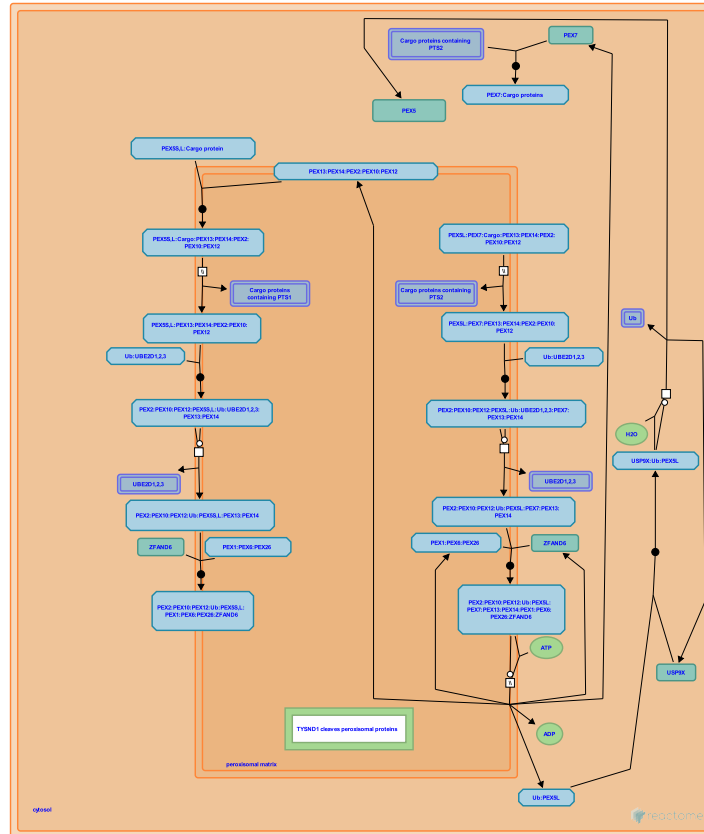 Cargo proteins containing
PTS2
PEX7
PEX7:Cargo proteins
PEX5
PEX5S,L:Cargo protein
PEX13:PEX14:PEX2:PEX10:PEX12
PEX5S,L:Cargo:PEX13:PEX14:PEX2:
PEX10:PEX12
PEX5L:PEX7:Cargo:PEX13:PEX14:PEX2:
PEX10:PEX12
Cargo proteins
containing PTS1
Cargo proteins containing
PTS2
PEX5S,L:PEX13:PEX14:PEX2:PEX10:
PEX12
PEX5L:PEX7:PEX13:PEX14:PEX2:PEX10:
PEX12
Ub
Ub:UBE2D1,2,3
Ub:UBE2D1,2,3
PEX2:PEX10:PEX12:PEX5S,L:Ub:UBE2D1,2,3:
PEX13:PEX14
PEX2:PEX10:PEX12:PEX5L:Ub:UBE2D1,2,3:PEX7:
PEX13:PEX14
H2O
USP9X:Ub:PEX5L
UBE2D1,2,3
UBE2D1,2,3
PEX2:PEX10:PEX12:Ub:PEX5S,L:PEX13:PEX14
PEX2:PEX10:PEX12:Ub:PEX5L:PEX7:PEX13:
PEX14
ZFAND6
PEX1:PEX6:PEX26
PEX1:PEX6:PEX26
ZFAND6
PEX2:PEX10:PEX12:Ub:PEX5S,L:
PEX1:PEX6:PEX26:ZFAND6
PEX2:PEX10:PEX12:Ub:PEX5L:
PEX7:PEX13:PEX14:PEX1:PEX6:
PEX26:ZFAND6
ATP
USP9X
TYSND1 cleaves peroxisomal proteins
ADP
peroxisomal matrix
Ub:PEX5L
cytosol
reactome